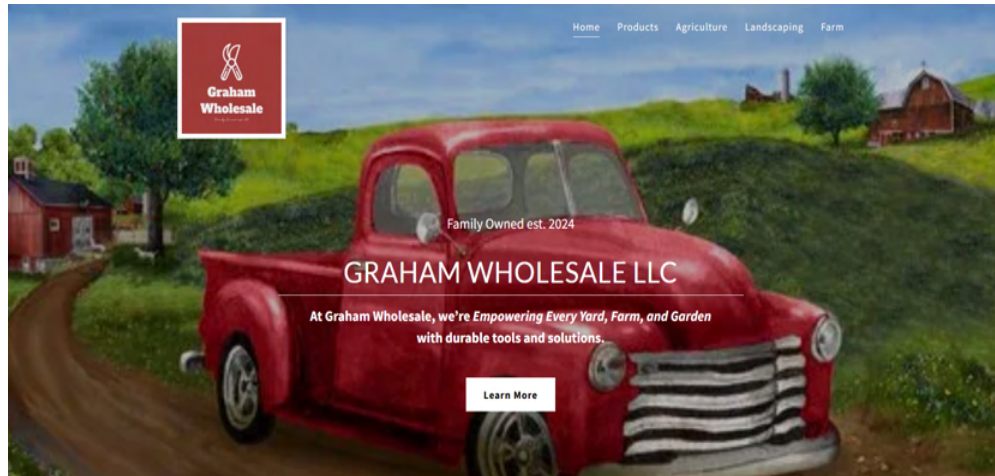 Home Products Agriculture Landscaping Farm
Graham
Wholesale
Family Owned est. 2024
GRAHAM WHOLESALE LLC
At Graham Wholesale, we’re Empowering Every Yard, Farm, and Garden
with durable tools and solutions.
Learn More